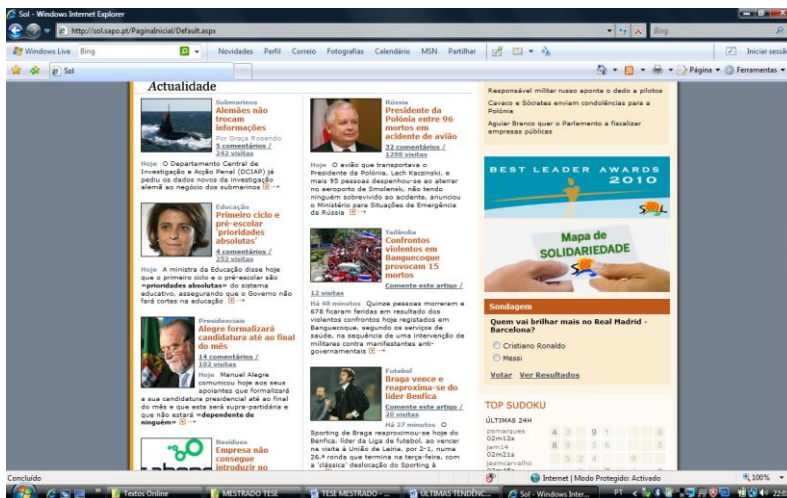 Sol - Windows Internet Explorer
http://sol.sapo.pt/PaginaInicial/Default.aspx
Bing
Windows Live
Bing
Novidades Perfil Correio Fotografias Calendário MSN Partilhar
Iniciar sessã
Sol
Página
Ferramentas
Actualidade
Submarinos
Alemães não
trocam
informações
Por Graça Rosendo
5 comentários /
242 visitas
Hoje O Departamento Central de
Investigação e Acção Penal (DCIAP) já
pediu os dados novos da investigação
alemã ao negócio dos submarinos
Educação
Primeiro ciclo e
pré-escolar
'prioridades
absolutas'
4 comentários /
252 visitas
Hoje A ministra da Educação disse hoje
que o primeiro ciclo e o pré-escolar são
«prioridades absolutas» do sistema
educativo, assegurando que o Governo não
fará cortes na educação
Presidenciais
Alegre formalizará
candidatura até ao final
do mês
14 comentários /
102 visitas
Hoje Manuel Alegre
comunicou hoje aos seus
apoiantes que formalizará
a sua candidatura presidencial até ao final
do mês e que esta será supra-partidária e
que não estará «dependente de
ninguém»
Resíduos
Empresa não
consegue
introduzir no
Rússia
Presidente da
Polónia entre 96
mortos em
acidente de avião
32 comentários /
1298 visitas
Hoje O avião que transportava o
Presidente da Polónia, Lech Kaczinski, e
mais 95 pessoas despenhou-se ao aterrar
no aeroporto de Smolensk, não tendo
ninguém sobrevivido ao acidente, anunciou
o Ministério para Situações de Emergência
da Rússia
Tailândia
Confrontos
violentos em
Banguecoque
provocam 15
mortos
Comente este artigo /
12 visitas
Há 48 minutos Quinze pessoas morreram e
678 ficaram feridas em resultado dos
violentos confrontos hoje registados em
Banguecoque, segundo os serviços de
saúde, na sequência de uma intervenção de
militares contra manifestantes anti-
governamentais
Futebol
Braga vence e
reaproxima-se do
líder Benfica
Comente este artigo /
20 visitas
Há 27 minutos O
Sporting de Braga reaproximou-se hoje do
Benfica, líder da Liga de futebol, ao vencer
na visita à União de Leiria, por 2-1, numa
26.ª ronda que termina na terça-feira, com
a 'clássica' deslocação do Sporting à
Responsável militar russo aponta o dedo a pilotos
Cavaco e Sócrates enviam condolências para a
Polónia
Aguiar Branco quer o Parlamento a fiscalizar
empresas públicas
BEST LEADER AWARDS
2010
SOL
Mapa de
SOLIDARIEDADE
Sondagem
Quem vai brilhar mais no Real Madrid -
Barcelona?
Cristiano Ronaldo
Messi
Votar Ver Resultados
TOP SUDOKU
ÚLTIMAS 24H
psmarques
02m12s
jam14
02m21s
jasmcarvalho
Concluído
Internet | Modo Protegido: Activado
100%
Textos Online
MESTRADO TESE
TESE MESTRADO - ...
ÚLTIMAS TENDÊNC...
Sol - Windows Inter...
PT